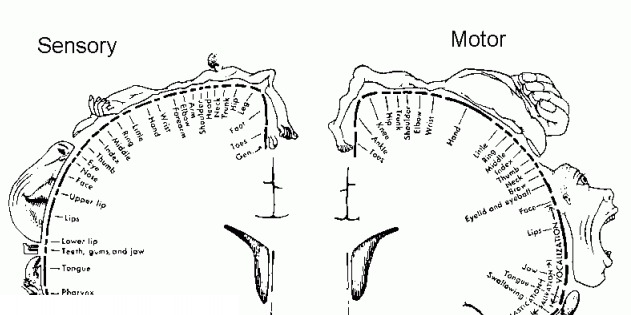 Sensory
Motor
Leg
Hip
Trunk
Neck
Head
Shoulder
Arm
Elbow
Forearm
Wrist
Hand
Little
Ring
Middle
Index
Thumb
Eye
Nose
Face
Upper lip
Lips
Lower lip
Teeth, gums, and jaw
Tongue
Pharynx
Foot
Toes
Gen.
Toes
Ankle
Knee
Hip
Trunk
Shoulder
Elbow
Wrist
Hand
Little
Ring
Middle
Index
Thumb
Neck
Brow
Eyelid and eyeball
Face
Lips
VOCALIZATION
Jaw
Tongue
Swallowing